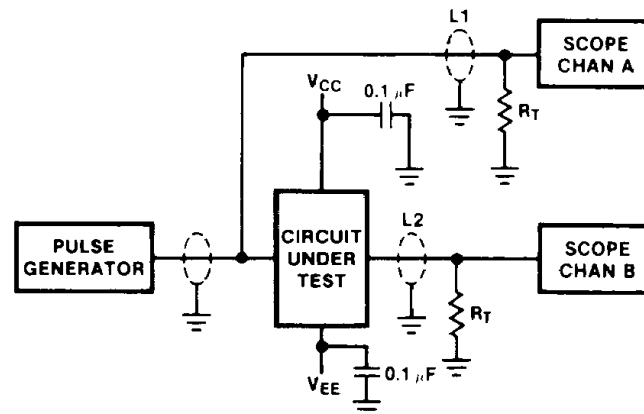 L1
SCOPE
CHAN A
VCC
0.1 μF
RT
PULSE
GENERATOR
CIRCUIT
UNDER
TEST
L2
SCOPE
CHAN B
RT
VEE
0.1 μF